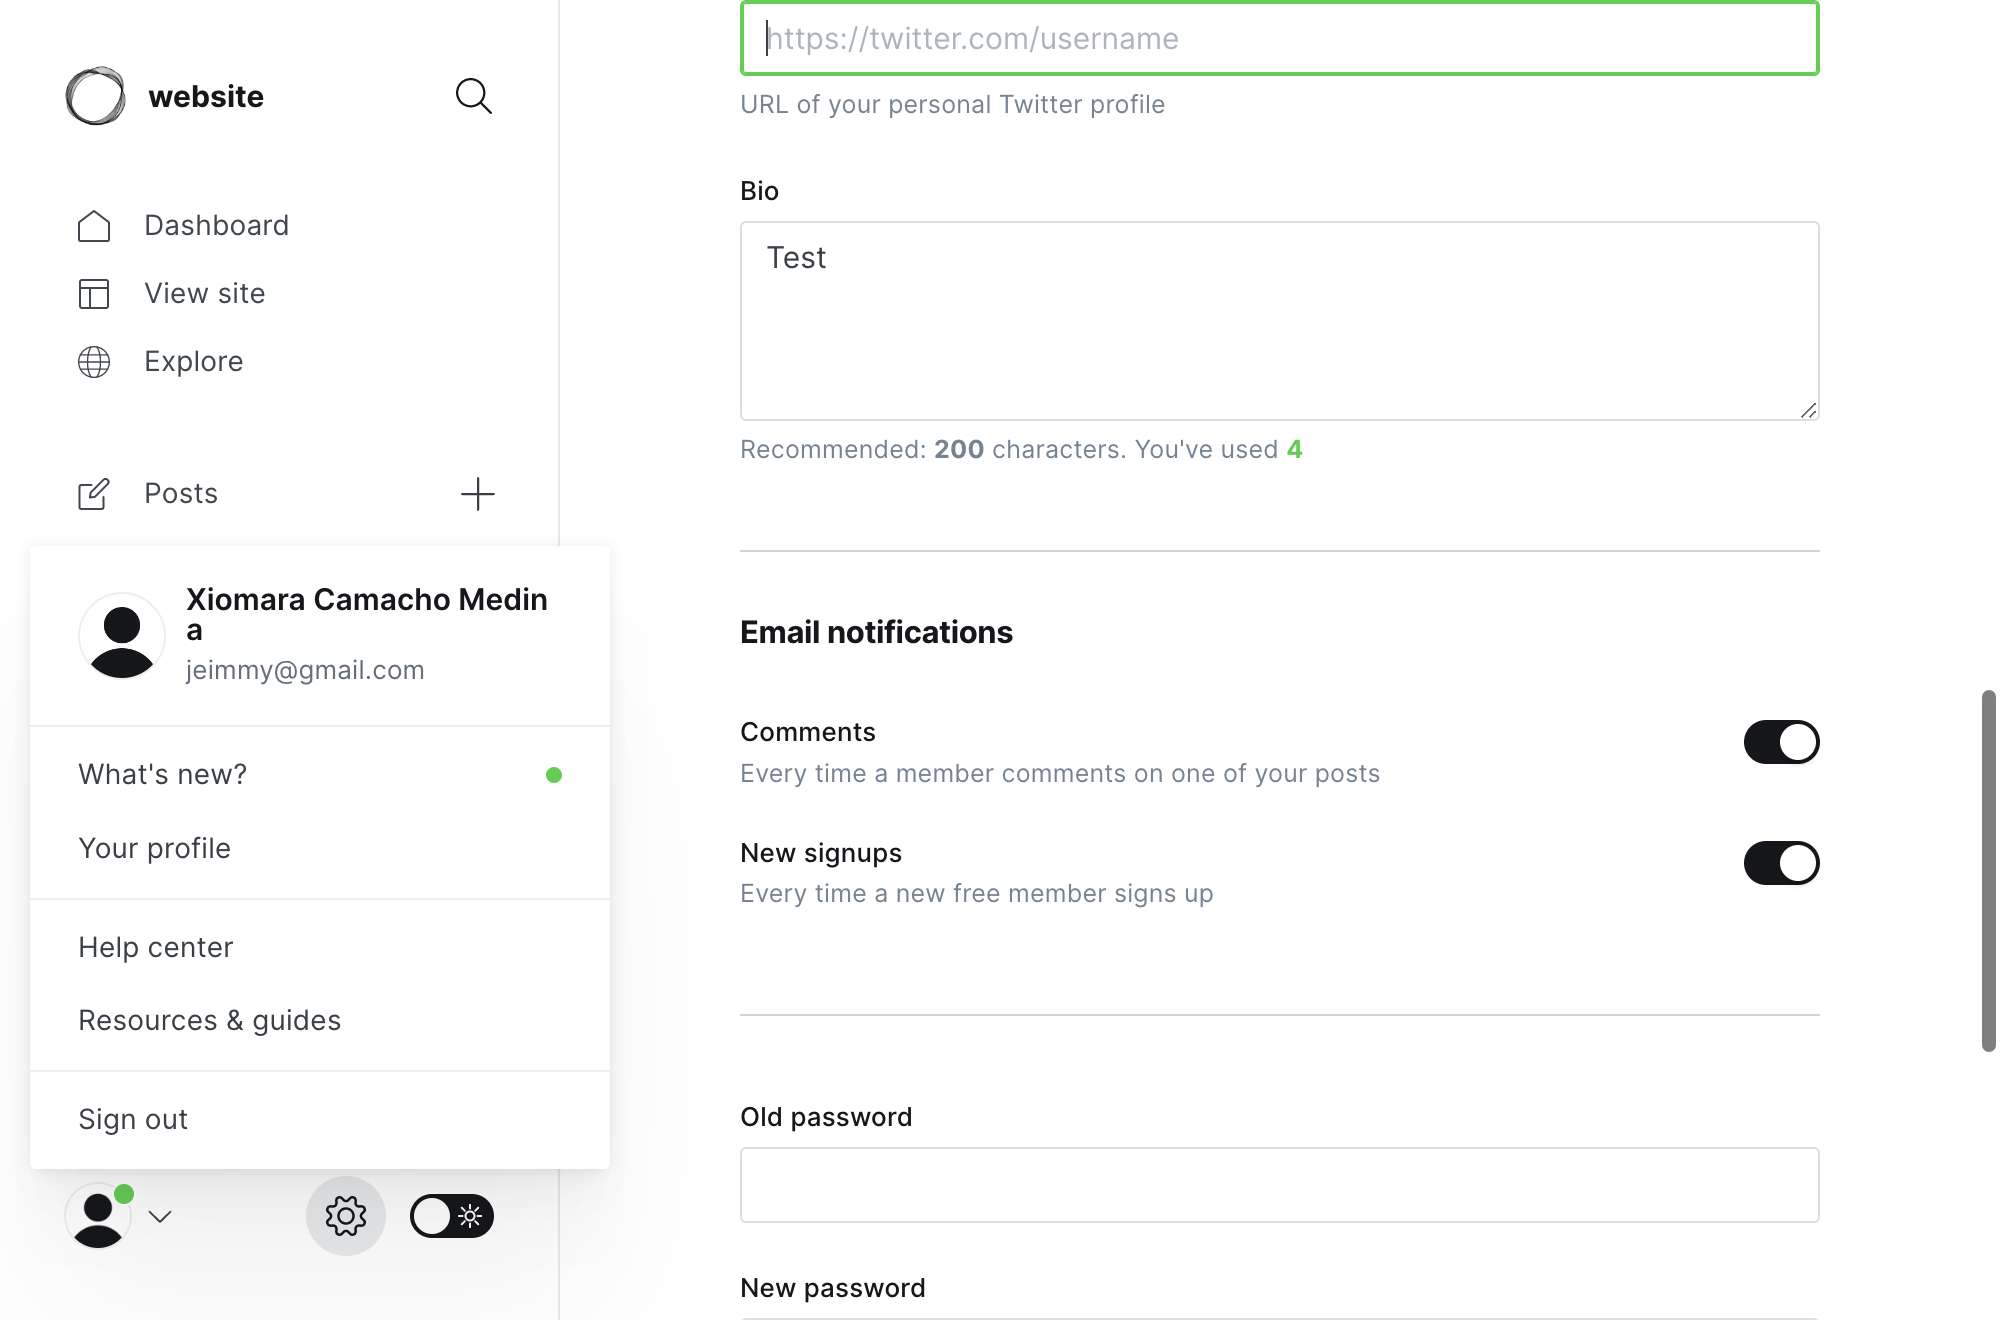 website
Dashboard
View site
Explore
Posts
Xiomara Camacho Medin
a
jeimmy@gmail.com
What's new?
Your profile
Help center
Resources & guides
Sign out
https://twitter.com/username
URL of your personal Twitter profile
Bio
Test
Recommended: 200 characters. You've used 4
Email notifications
Comments
Every time a member comments on one of your posts
New signups
Every time a new free member signs up
Old password
New password